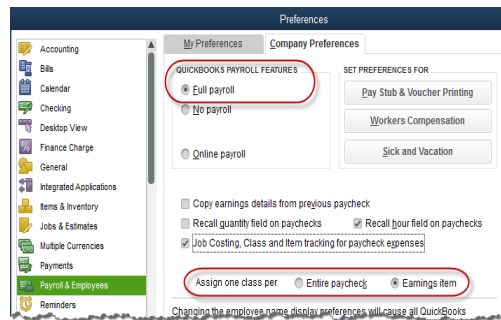 Preferences
My Preferences
Company Preferences
Accounting
Bills
Calendar
Checking
Desktop View
Finance Charge
General
Integrated Applications
Items & Inventory
Jobs & Estimates
Multiple Currencies
Payments
Payroll & Employees
Reminders
QUICKBOOKS PAYROLL FEATURES
Full payroll
No payroll
Online payroll
SET PREFERENCES FOR
Pay Stub & Voucher Printing
Workers Compensation
Sick and Vacation
Copy earnings details from previous paycheck
Recall quantity field on paychecks
Recall hour field on paychecks
Job Costing, Class and Item tracking for paycheck expenses
Assign one class per
Entire paycheck
Earnings item
Changing the employee name display preferences will cause all QuickBooks